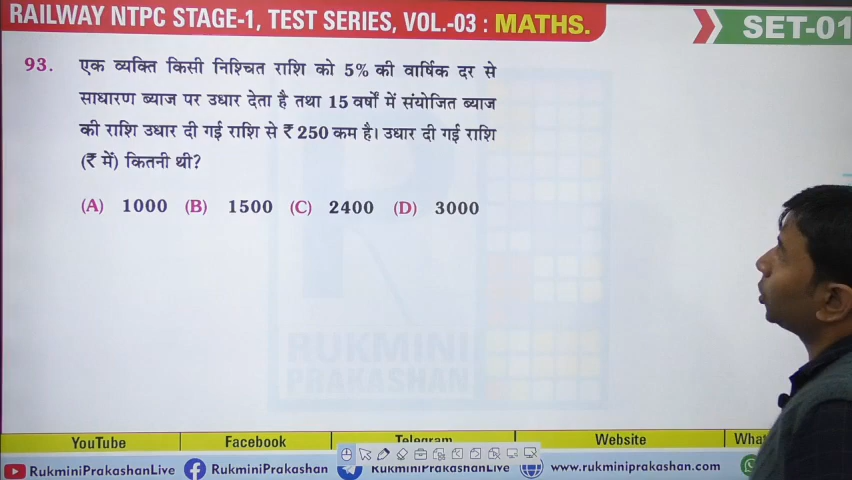 RAILWAY NTPC STAGE-1, TEST SERIES, VOL.-03 : MATHS.
SET-01
93. एक व्यक्ति किसी निश्चित राशि को 5% की वार्षिक दर से
साधारण ब्याज पर उधार देता है तथा 15 वर्षों में संयोजित ब्याज
की राशि उधार दी गई राशि से ₹ 250 कम है। उधार दी गई राशि
(₹ में) कितनी थी?
(A) 1000 (B) 1500 (C) 2400 (D) 3000
RUKMINI
PRAKASHAN
YouTube Facebook Telegram Website What
RukminiPrakashanLive RukminiPrakashan RukminiPrakashanLive www.rukminiprakashan.com